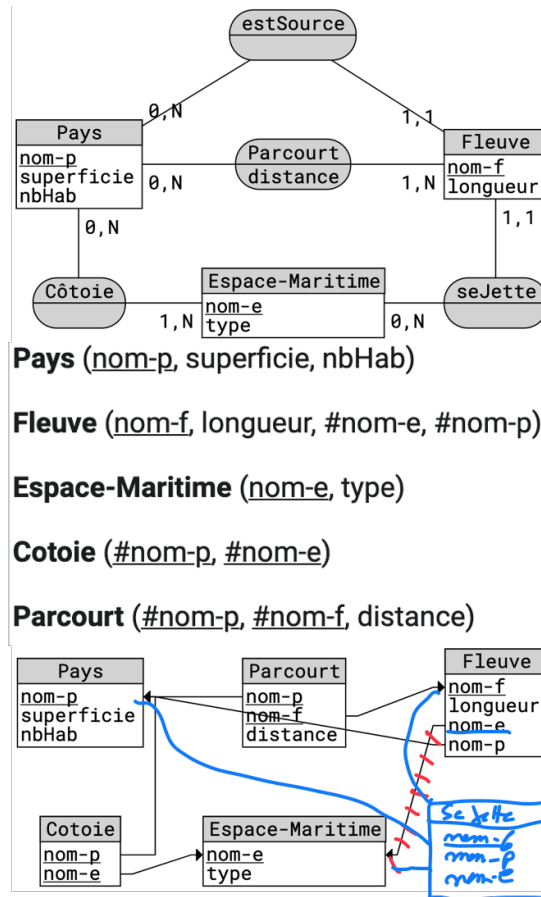 estSource
0,N
1,1
Pays
nom-p
superficie
nbHab
Parcourt
distance
Fleuve
nom-f
longueur
0,N
1,N
0,N
1,1
Côtoie
Espace-Maritime
nom-e
type
seJette
1,N
0,N
Pays (nom-p, superficie, nbHab)
Fleuve (nom-f, longueur, #nom-e, #nom-p)
Espace-Maritime (nom-e, type)
Cotoie (#nom-p, #nom-e)
Parcourt (#nom-p, #nom-f, distance)
Pays
nom-p
superficie
nbHab
Parcourt
nom-p
nom-f
distance
Fleuve
nom-f
longueur
nom-e
nom-p
Cotoie
nom-p
nom-e
Espace-Maritime
nom-e
type
Se Jette
nom-f
nom-p
nom-e